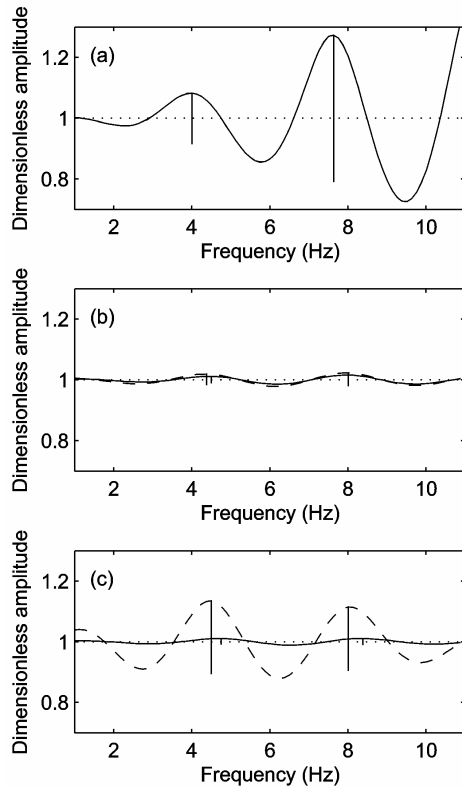 Dimensionless amplitude
(a)
1.2
1
0.8
2 4 6 8 10
Frequency (Hz)
Dimensionless amplitude
(b)
1.2
1
0.8
2 4 6 8 10
Frequency (Hz)
Dimensionless amplitude
(c)
1.2
1
0.8
2 4 6 8 10
Frequency (Hz)